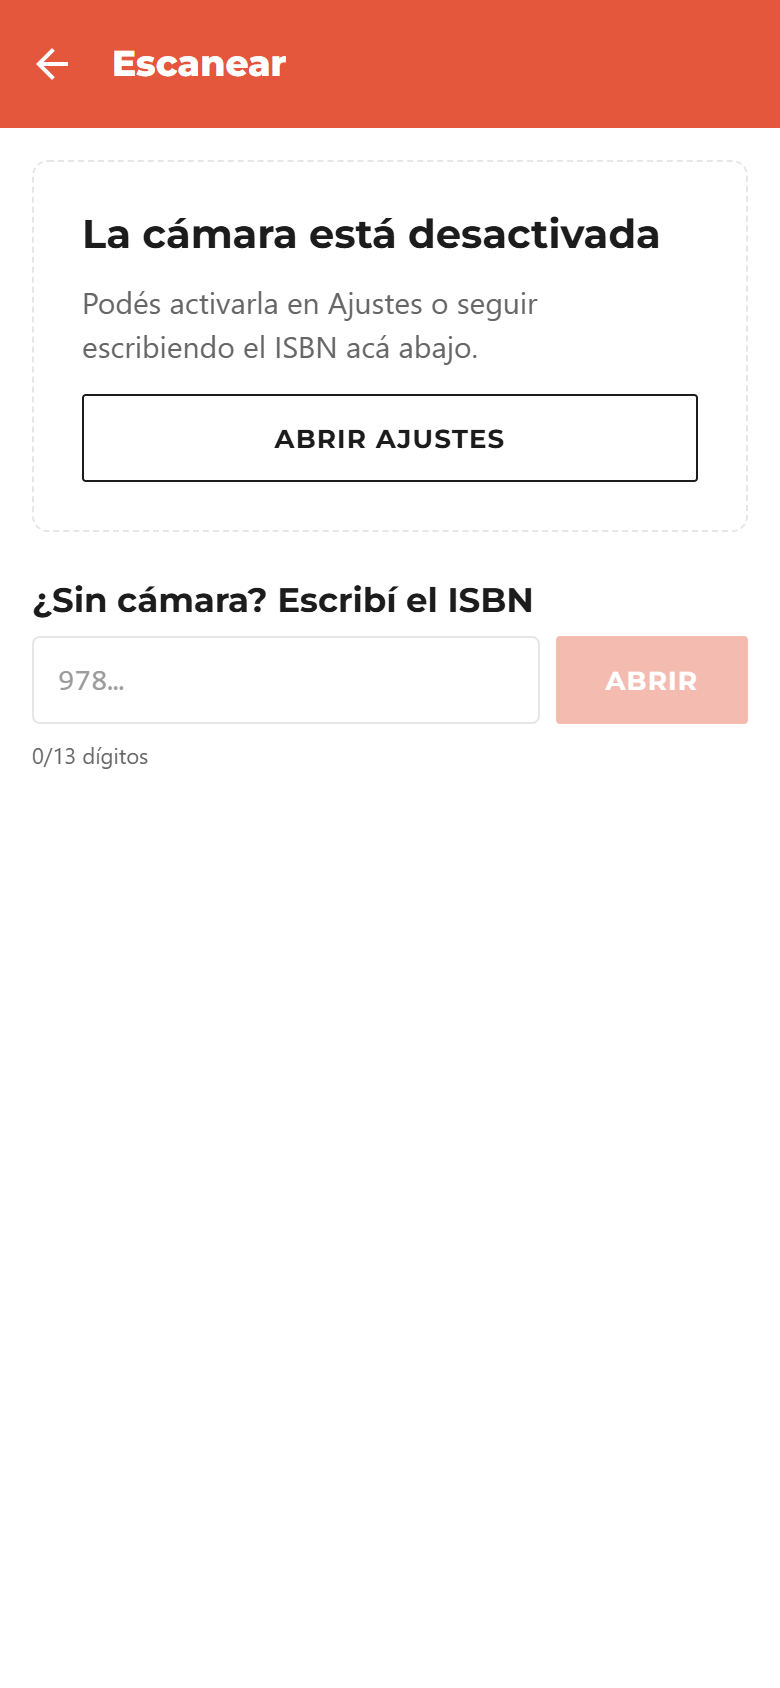 Escanear
La cámara está desactivada
Podés activarla en Ajustes o seguir
escribiendo el ISBN acá abajo.
ABRIR AJUSTES
¿Sin cámara? Escribí el ISBN
978...
ABRIR
0/13 dígitos